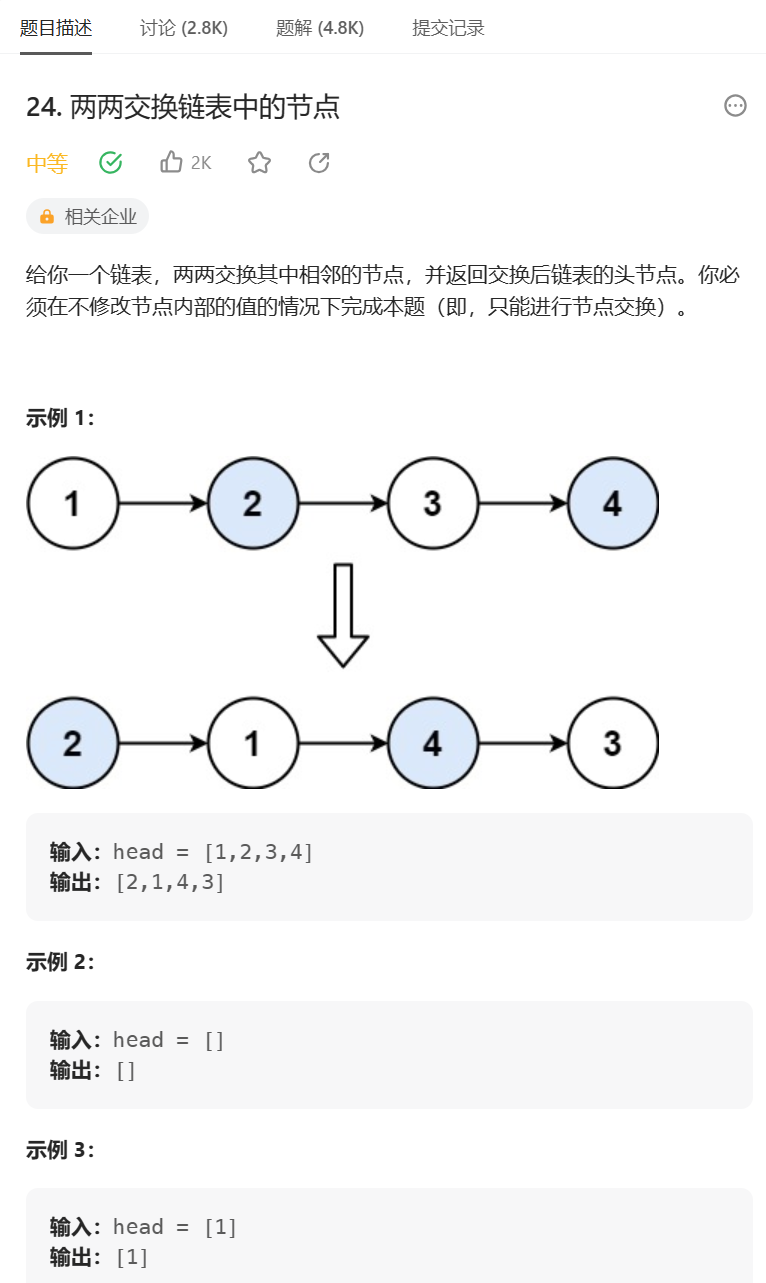 题目描述 讨论 (2.8K) 题解 (4.8K) 提交记录
24. 两两交换链表中的节点
中等 2K
相关企业
给你一个链表，两两交换其中相邻的节点，并返回交换后链表的头节点。你必
须在不修改节点内部的值的情况下完成本题（即，只能进行节点交换）。
示例 1：
1 2 3 4
2 1 4 3
输入：head = [1,2,3,4]
输出：[2,1,4,3]
示例 2：
输入：head = []
输出：[]
示例 3：
输入：head = [1]
输出：[1]